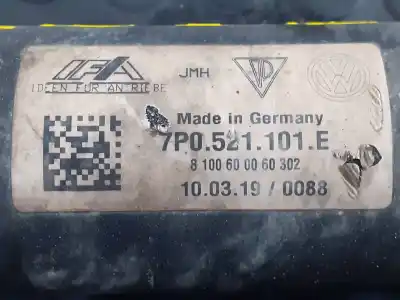 IFA
IDEEN FÜR ANTRIEBE
JMH
VW
Made in Germany
7P0.521.101.E
8 100 60 00 60 302
10.03.19 / 0088